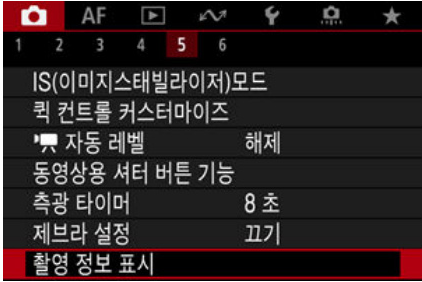 AF
1 2 3 4 5 6
IS(이미지스태빌라이저)모드
퀵 컨트롤 커스터마이즈
자동 레벨 해제
동영상용 셔터 버튼 기능
측광 타이머 8 초
제브라 설정 끄기
촬영 정보 표시